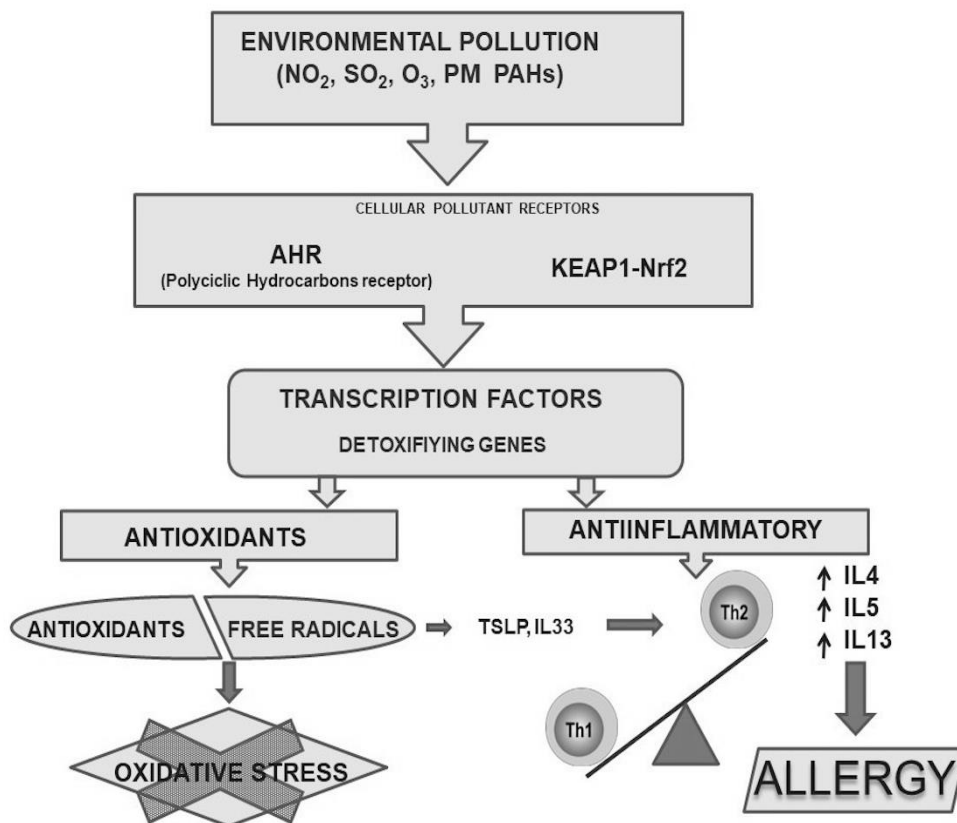 ENVIRONMENTAL POLLUTION
(NO₂, SO₂, O₃, PM PAHs)
CELLULAR POLLUTANT RECEPTORS
AHR
(Polyciclic Hydrocarbons receptor)
KEAP1-Nrf2
TRANSCRIPTION FACTORS
DETOXIFIYING GENES
ANTIOXIDANTS
ANTIINFLAMMATORY
ANTIOXIDANTS
FREE RADICALS
TSLP, IL33
Th2
Th1
IL4
IL5
IL13
OXIDATIVE STRESS
ALLERGY